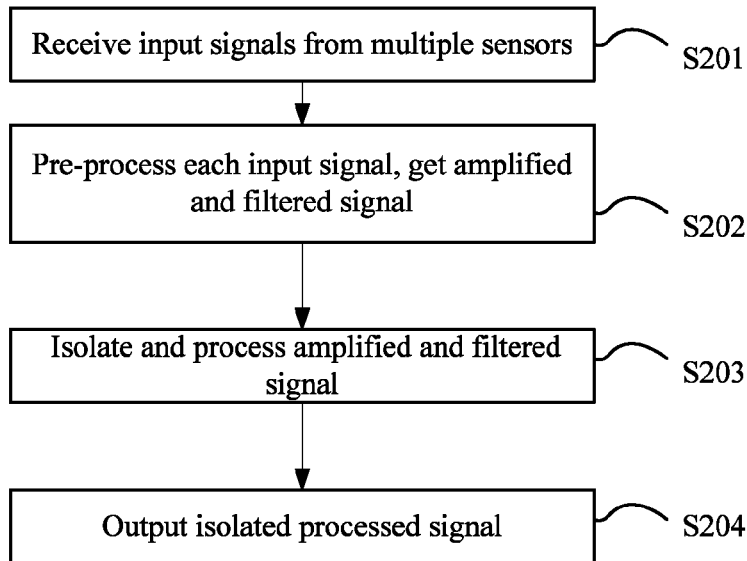 Receive input signals from multiple sensors
S201
Pre-process each input signal, get amplified
and filtered signal
S202
Isolate and process amplified and filtered
signal
S203
Output isolated processed signal
S204